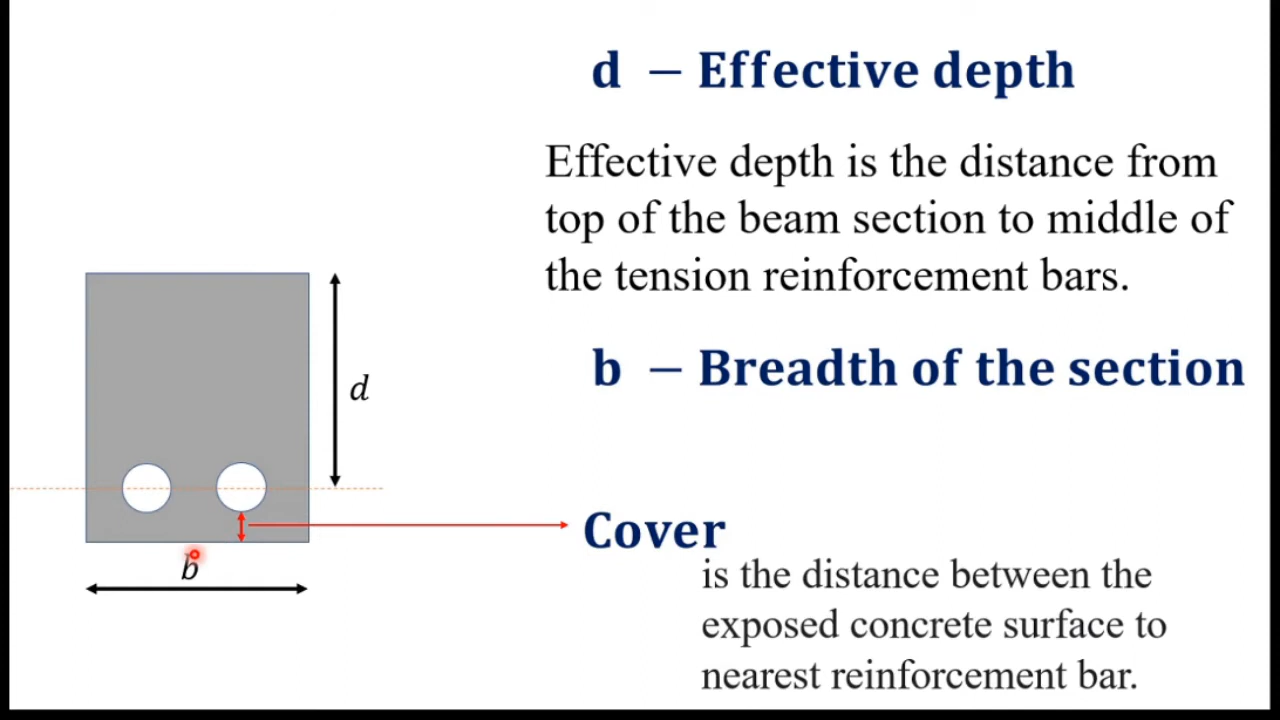 d – Effective depth
Effective depth is the distance from
top of the beam section to middle of
the tension reinforcement bars.
b – Breadth of the section
d
Cover
is the distance between the
exposed concrete surface to
nearest reinforcement bar.
b